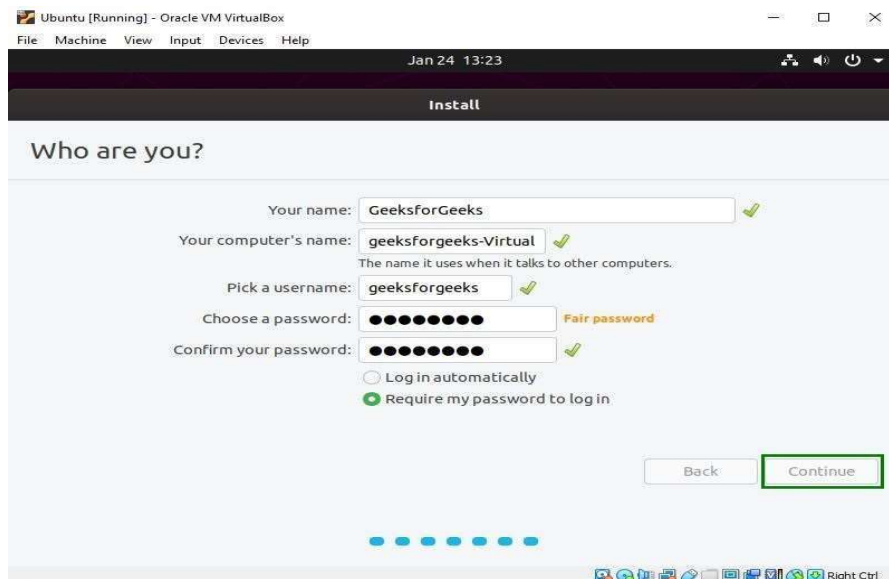 Ubuntu [Running] - Oracle VM VirtualBox
File Machine View Input Devices Help
Jan 24 13:23
Install
Who are you?
Your name: GeeksforGeeks
Your computer's name: geeksforgeeks-Virtual
The name it uses when it talks to other computers.
Pick a username: geeksforgeeks
Choose a password: ●●●●●●●● Fair password
Confirm your password: ●●●●●●●●
Log in automatically
Require my password to log in
Back Continue
Right Ctrl